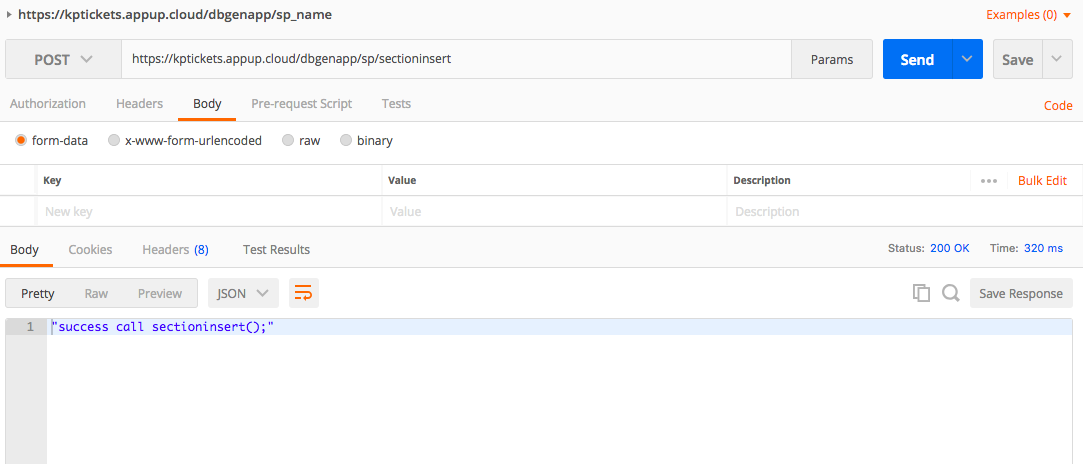 https://kptickets.appup.cloud/dbgenapp/sp_name Examples (0)
POST https://kptickets.appup.cloud/dbgenapp/sp/sectioninsert Params Send Save
Authorization Headers Body Pre-request Script Tests Code
form-data x-www-form-urlencoded raw binary
Key Value Description ••• Bulk Edit
New key Value Description
Body Cookies Headers (8) Test Results Status: 200 OK Time: 320 ms
Pretty Raw Preview JSON Save Response
1 "success call sectioninsert();"